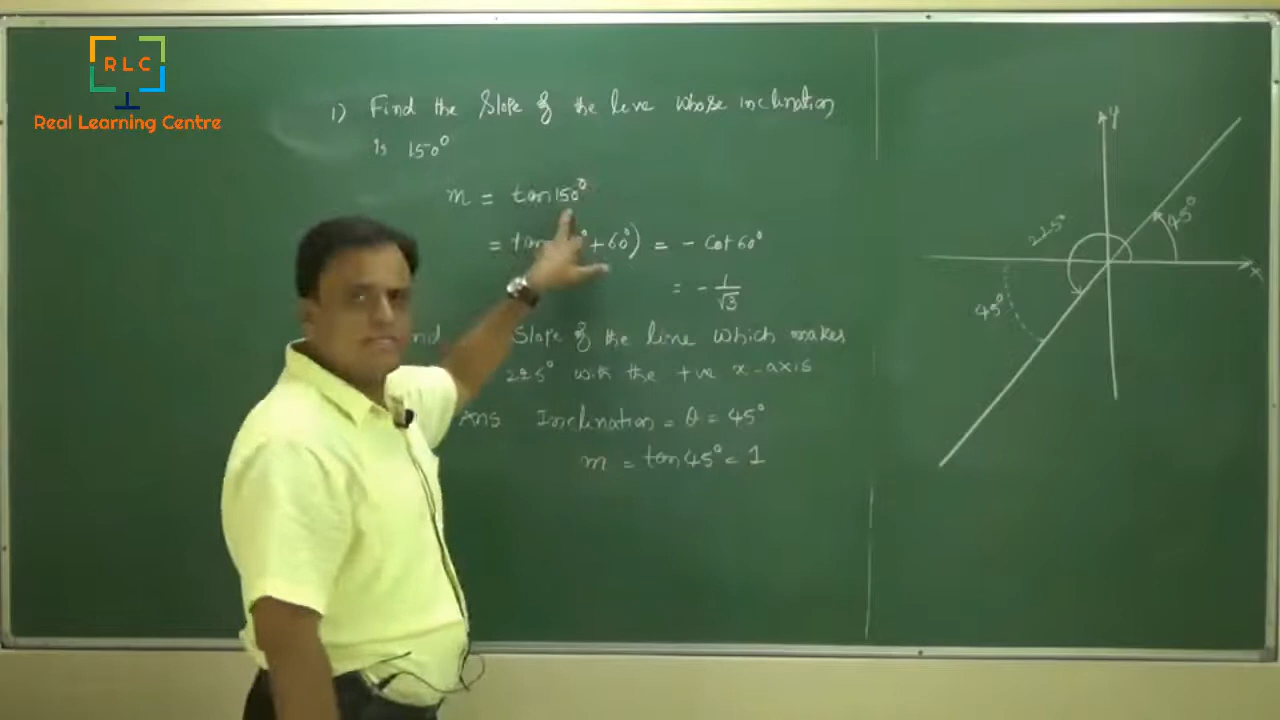 RLC
Real Learning Centre
1) Find the Slope of the line whose inclination
is 150°
m = tan150°
= tan +60°) = - Cot 60°
= - 1/√3
Slope of the line which makes
225° with the +ve x-axis
Ans Inclination = θ = 45°
m = tan 45° = 1
y
45°
225°
x
45°